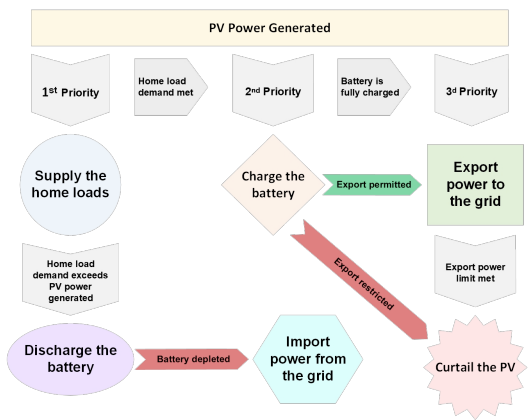 PV Power Generated
1st Priority
Home load
demand met
2nd Priority
Battery is
fully charged
3d Priority
Supply the
home loads
Charge the
battery
Export permitted
Export
power to
the grid
Home load
demand exceeds
PV power
generated
Export restricted
Export power
limit met
Discharge the
battery
Battery depleted
Import
power from
the grid
Curtail the PV